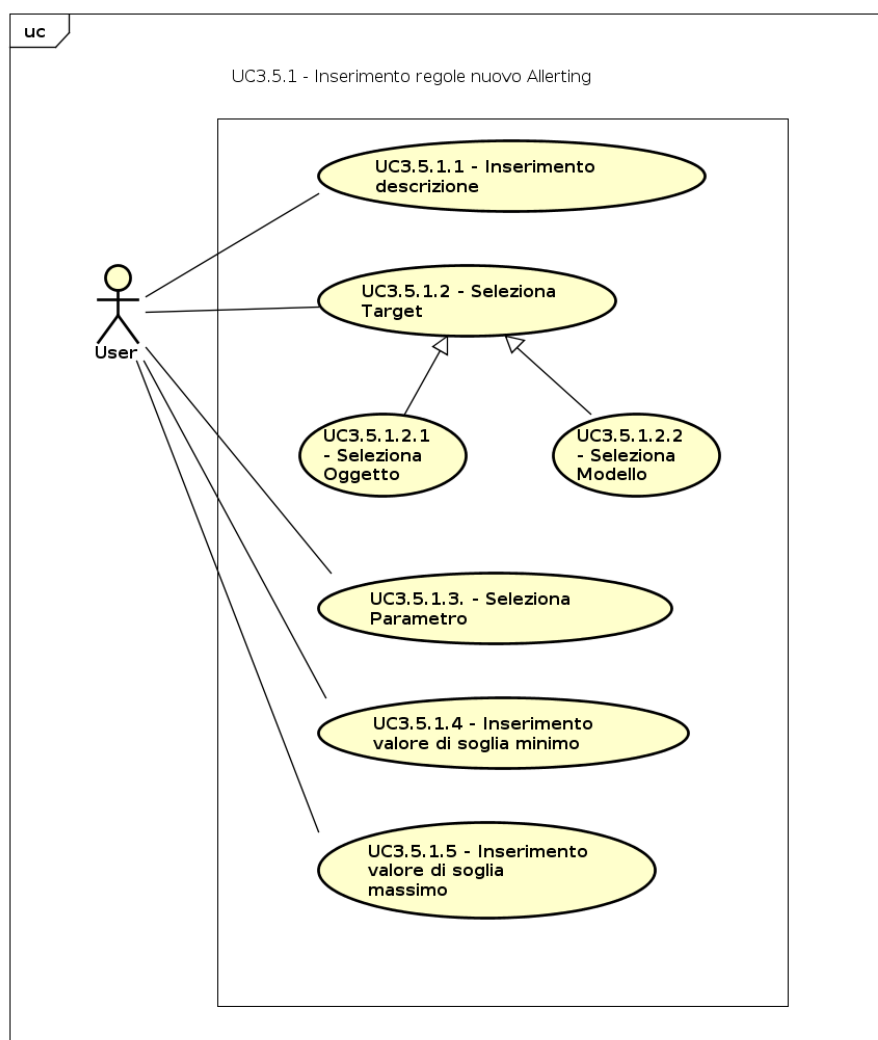 uc
UC3.5.1 - Inserimento regole nuovo Allerting
UC3.5.1.1 - Inserimento
descrizione
UC3.5.1.2 - Seleziona
Target
User
UC3.5.1.2.1
- Seleziona
Oggetto
UC3.5.1.2.2
- Seleziona
Modello
UC3.5.1.3. - Seleziona
Parametro
UC3.5.1.4 - Inserimento
valore di soglia minimo
UC3.5.1.5 - Inserimento
valore di soglia
massimo